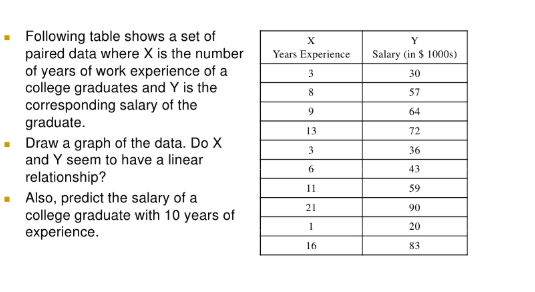 Following table shows a set of
paired data where X is the number
of years of work experience of a
college graduates and Y is the
corresponding salary of the
graduate.
Draw a graph of the data. Do X
and Y seem to have a linear
relationship?
Also, predict the salary of a
college graduate with 10 years of
experience.
X Y
Years Experience Salary (in $ 1000s)
3 30
8 57
9 64
13 72
3 36
6 43
11 59
21 90
1 20
16 83